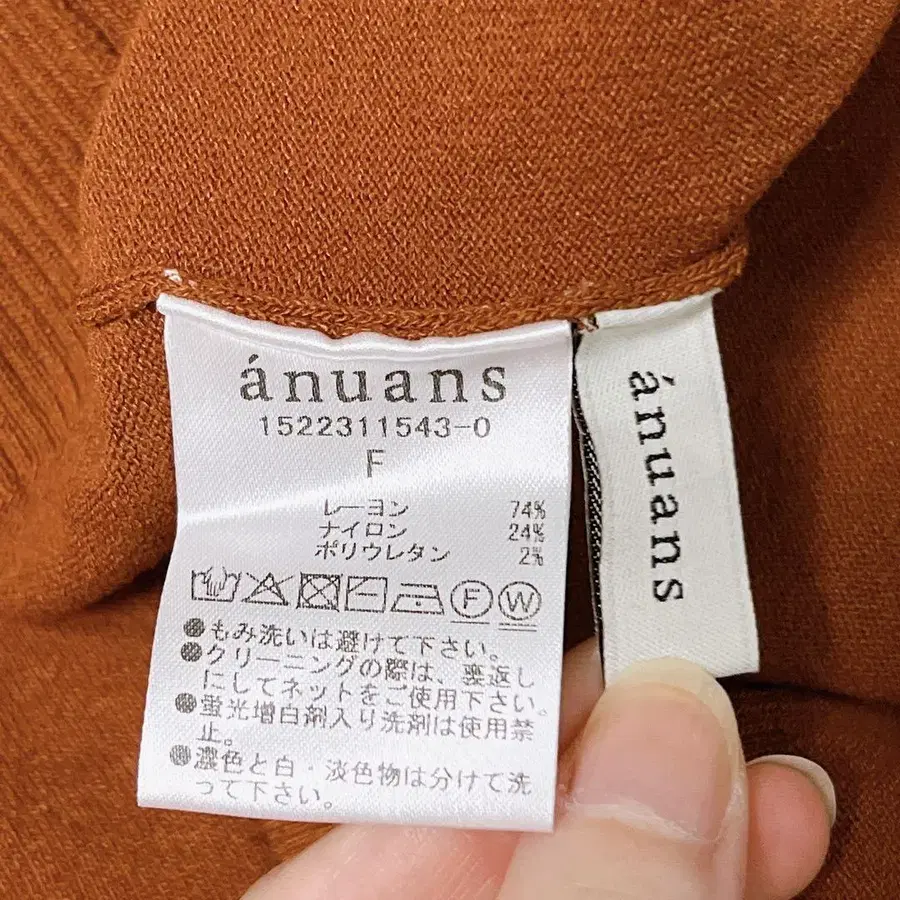 ánuans
1522311543-0
F
レーヨン 74%
ナイロン 24%
ポリウレタン 2%
F W
●もみ洗いは避けて下さい。
●クリーニングの際は、裏返し
にしてネットをご使用下さい。
●蛍光増白剤入り洗剤は使用禁
止。
●濃色と白・淡色物は分けて洗
って下さい。
ánuans